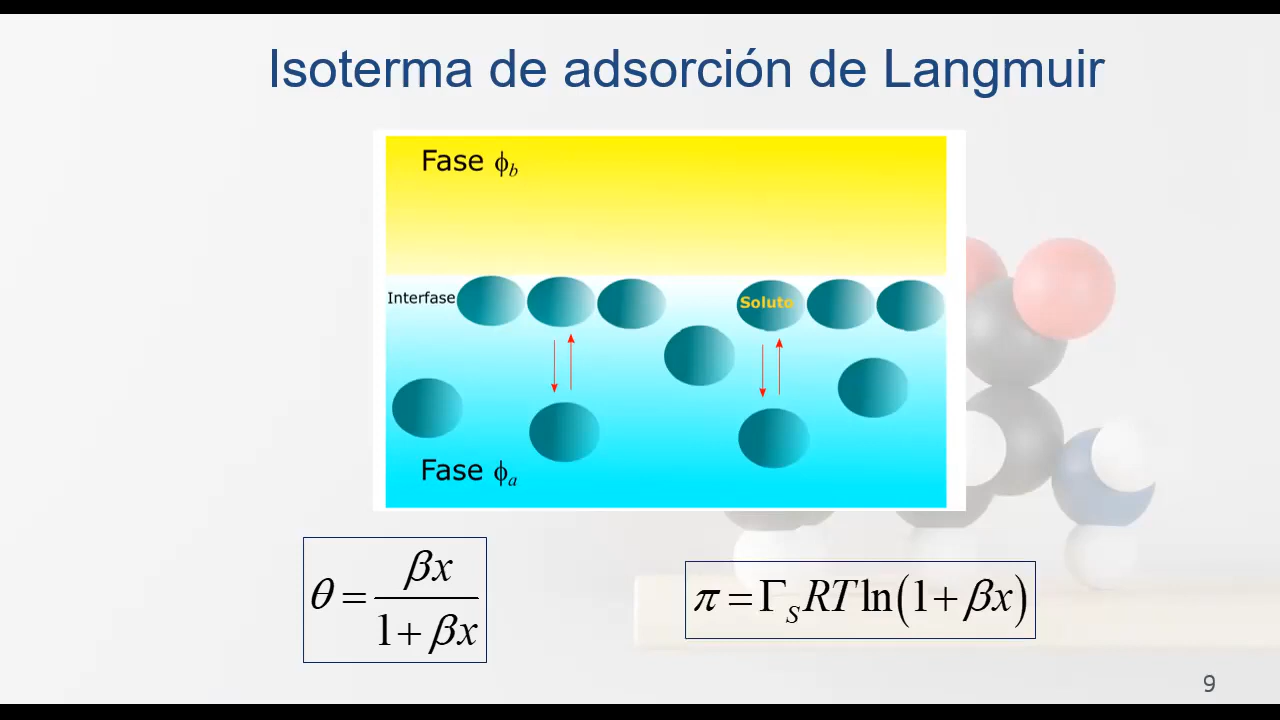 Isoterma de adsorción de Langmuir
Fase ϕb
Interfase
Soluto
Fase ϕa
θ = βx / 1 + βx
π = ΓS RT ln(1 + βx)
9